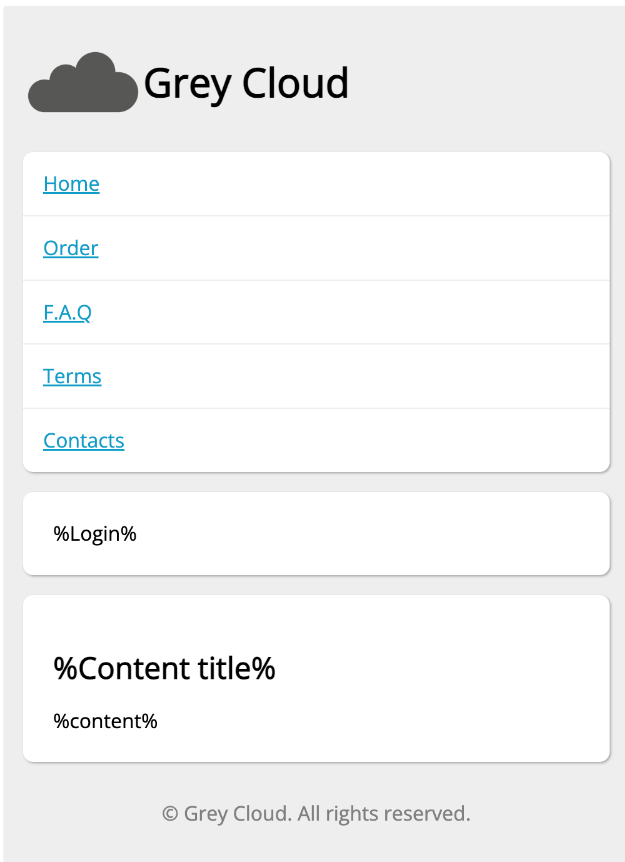 Grey Cloud
Home
Order
F.A.Q
Terms
Contacts
%Login%
%Content title%
%content%
© Grey Cloud. All rights reserved.